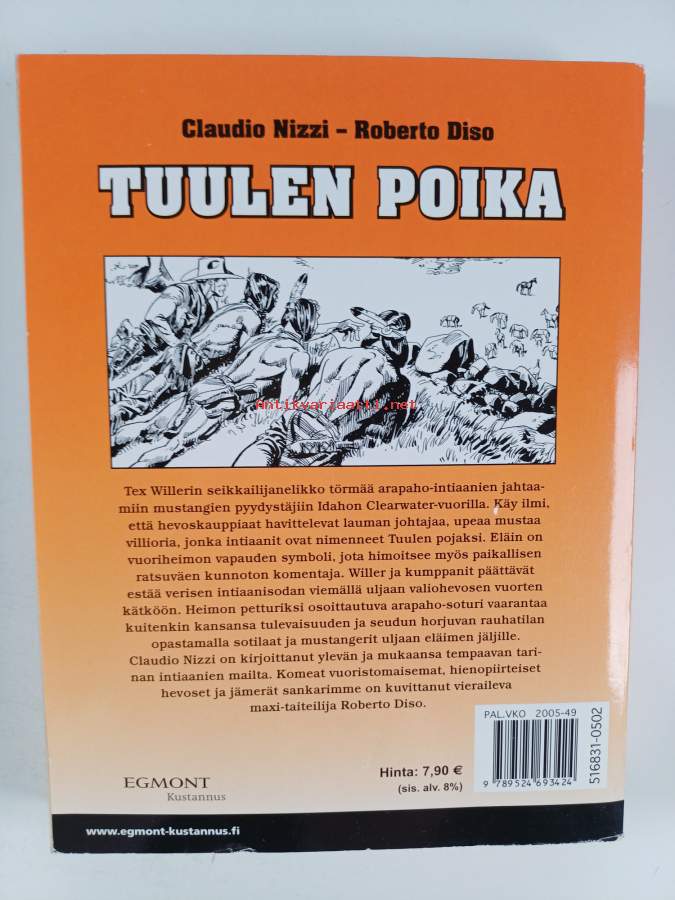 Claudio Nizzi – Roberto Diso
TUULEN POIKA
Antikvariaatti.net
Tex Willerin seikkailijanelikko törmää arapaho-intiaanien jahtaa-
miin mustangien pyydystäjiin Idahon Clearwater-vuorilla. Käy ilmi,
että hevoskauppiaat havittelevat lauman johtajaa, upeaa mustaa
villioria, jonka intiaanit ovat nimenneet Tuulen pojaksi. Eläin on
vuoriheimon vapauden symboli, jota himoitsee myös paikallisen
ratsuväen kunnoton komentaja. Willer ja kumppanit päättävät
estää verisen intiaanisodan viemällä uljaan valiohevosen vuorten
kätköön. Heimon petturiksi osoittautuva arapaho-soturi vaarantaa
kuitenkin kansansa tulevaisuuden ja seudun horjuvan rauhatilan
opastamalla sotilaat ja mustangerit uljaan eläimen jäljille.
Claudio Nizzi on kirjoittanut ylevän ja mukaansa tempaavan tari-
nan intiaanien mailta. Komeat vuoristomaisemat, hienopiirteiset
hevoset ja jämerät sankarimme on kuvittanut vieraileva
maxi-taiteilija Roberto Diso.
PAL.VKO 2005-49
516831-0502
9 789524 693424
Hinta: 7,90 €
(sis. alv. 8%)
EGMONT
Kustannus
www.egmont-kustannus.fi